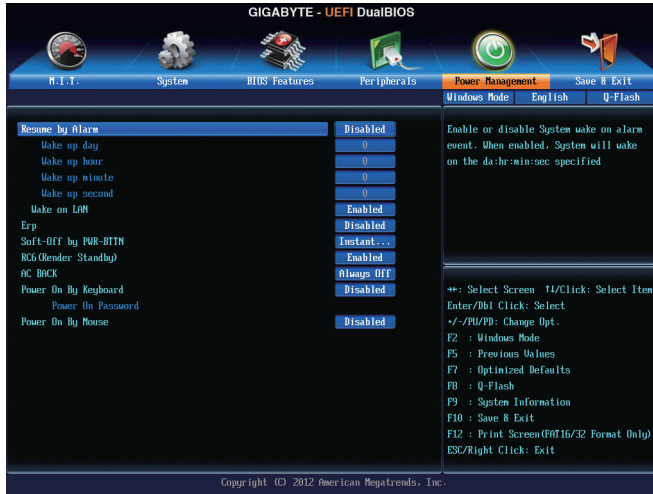 GIGABYTE - UEFI DualBIOS
M.I.T. System BIOS Features Peripherals Power Management Save & Exit
Windows Mode English Q-Flash
Resume by Alarm Disabled
Wake up day 0
Wake up hour 0
Wake up minute 0
Wake up second 0
Wake on LAN Enabled
Erp Disabled
Soft-Off by PWR-BTTN Instant...
RC6(Render Standby) Enabled
AC BACK Always Off
Power On By Keyboard Disabled
Power On Password
Power On By Mouse Disabled
Enable or disable System wake on alarm
event. When enabled, System will wake
on the da:hr:min:sec specified
↔: Select Screen ↑↓/Click: Select Item
Enter/Dbl Click: Select
+/-/PU/PD: Change Opt.
F2 : Windows Mode
F5 : Previous Values
F7 : Optimized Defaults
F8 : Q-Flash
F9 : System Information
F10 : Save & Exit
F12 : Print Screen(FAT16/32 Format Only)
ESC/Right Click: Exit
Copyright (C) 2012 American Megatrends, Inc.